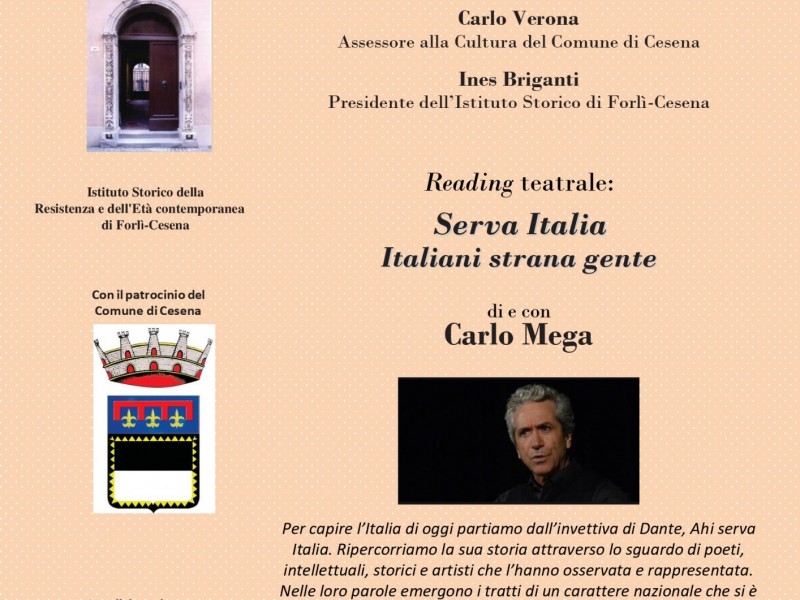 Carlo Verona
Assessore alla Cultura del Comune di Cesena
Ines Briganti
Presidente dell'Istituto Storico di Forlì-Cesena
Istituto Storico della
Resistenza e dell'Età contemporanea
di Forlì-Cesena
Con il patrocinio del
Comune di Cesena
Reading teatrale:
Serva Italia
Italiani strana gente
di e con
Carlo Mega
Per capire l'Italia di oggi partiamo dall'invettiva di Dante, Ahi serva
Italia. Ripercorriamo la sua storia attraverso lo sguardo di poeti,
intellettuali, storici e artisti che l'hanno osservata e rappresentata.
Nelle loro parole emergono i tratti di un carattere nazionale che si è